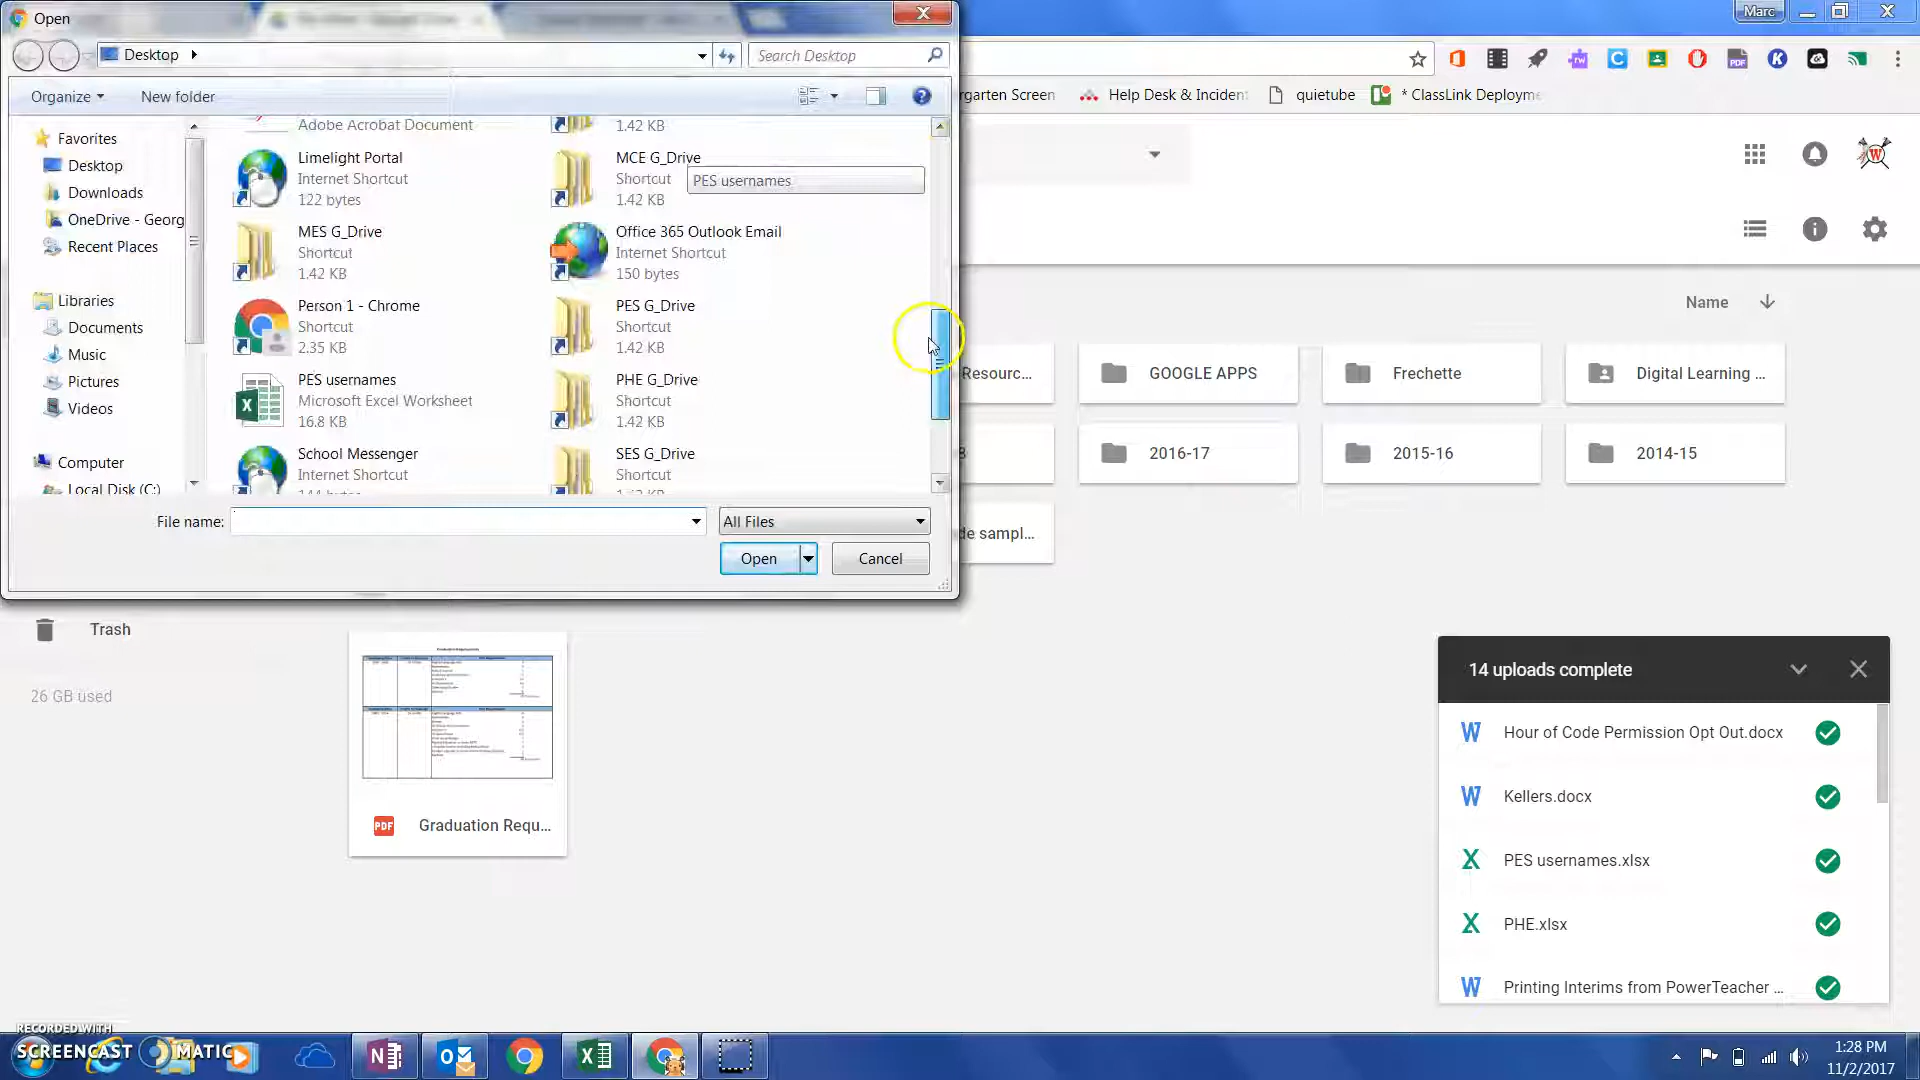 Open
Marc
Desktop
Search Desktop
Organize
New folder
rgarten Screen
Help Desk & Inciden
quietube
* ClassLink Deployme
Favorites
Desktop
Downloads
OneDrive - Georg
Recent Places
Libraries
Documents
Music
Pictures
Videos
Computer
Local Disk (C:)
Adobe Acrobat Document
1.42 KB
Limelight Portal
Internet Shortcut
122 bytes
MCE G_Drive
Shortcut
1.42 KB
PES usernames
MES G_Drive
Shortcut
1.42 KB
Office 365 Outlook Email
Internet Shortcut
150 bytes
Person 1 - Chrome
Shortcut
2.35 KB
PES G_Drive
Shortcut
1.42 KB
PES usernames
Microsoft Excel Worksheet
16.8 KB
PHE G_Drive
Shortcut
1.42 KB
School Messenger
Internet Shortcut
SES G_Drive
Shortcut
File name:
All Files
Open
Cancel
Name
Resourc...
GOOGLE APPS
Frechette
Digital Learning ...
8
2016-17
2015-16
2014-15
de sampl...
Trash
26 GB used
PDF
Graduation Requ...
14 uploads complete
Hour of Code Permission Opt Out.docx
Kellers.docx
PES usernames.xlsx
PHE.xlsx
Printing Interims from PowerTeacher ...
RECORDED WITH
SCREENCAST MATIC
1:28 PM
11/2/2017